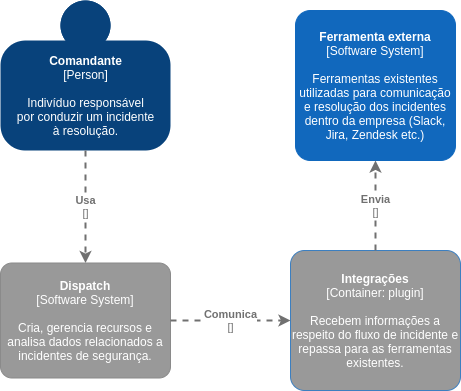 Comandante
[Person]
Indivíduo responsável
por conduzir um incidente
à resolução.
Ferramenta externa
[Software System]
Ferramentas existentes
utilizadas para comunicação
e resolução dos incidentes
dentro da empresa (Slack,
Jira, Zendesk etc.)
Usa
[]
Envia
[]
Dispatch
[Software System]
Cria, gerencia recursos e
analisa dados relacionados a
incidentes de segurança.
Comunica
[]
Integrações
[Container: plugin]
Recebem informações a
respeito do fluxo de incidente e
repassa para as ferramentas
existentes.